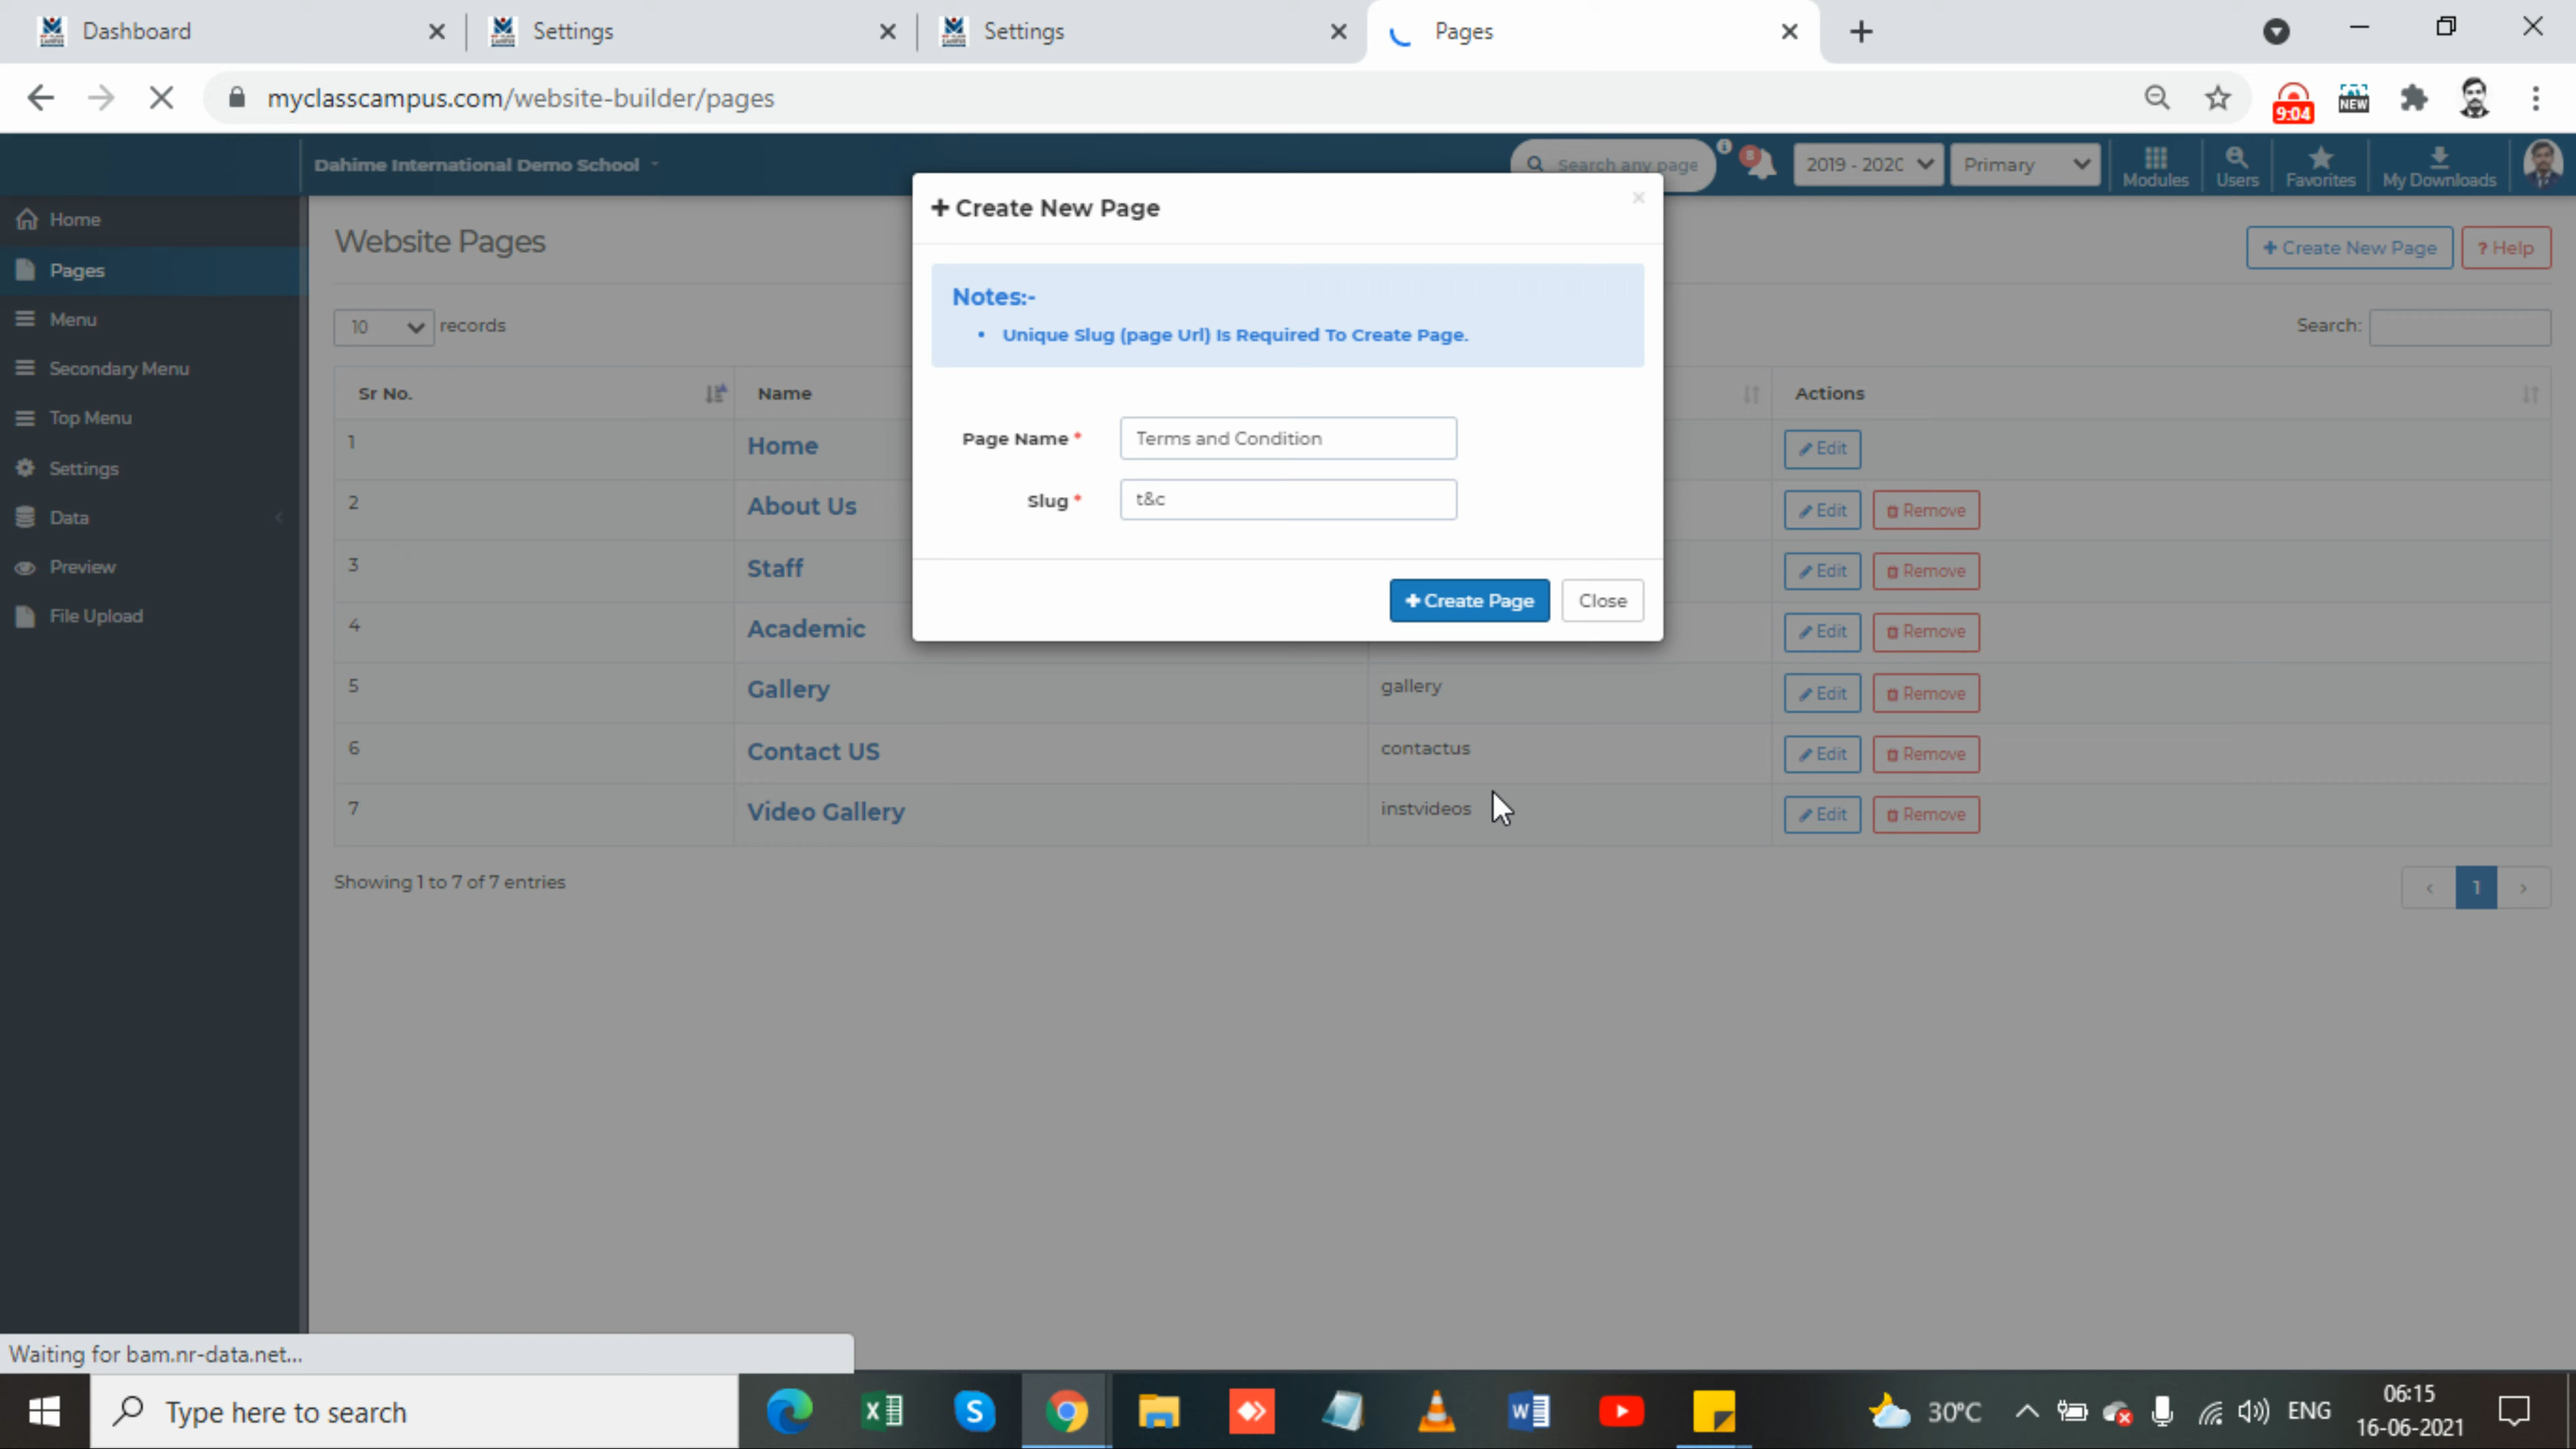 Dashboard
Settings
Settings
Pages
myclasscampus.com/website-builder/pages
9:04
NEW
Dahime International Demo School
Search any page
8
2019 - 2020
Primary
Modules
Users
Favorites
My Downloads
Home
Pages
Menu
Secondary Menu
Top Menu
Settings
Data
Preview
File Upload
Website Pages
+ Create New Page
? Help
10 records
Search:
Sr No.
Name
Actions
1
Home
Edit
2
About Us
Edit
Remove
3
Staff
Edit
Remove
4
Academic
Edit
Remove
5
Gallery
gallery
Edit
Remove
6
Contact US
contactus
Edit
Remove
7
Video Gallery
instvideos
Edit
Remove
Showing 1 to 7 of 7 entries
‹ 1 ›
+ Create New Page
×
Notes:-
• Unique Slug (page Url) Is Required To Create Page.
Page Name *
Terms and Condition
Slug *
t&c
+ Create Page
Close
Waiting for bam.nr-data.net...
Type here to search
30°C
ENG
06:15
16-06-2021